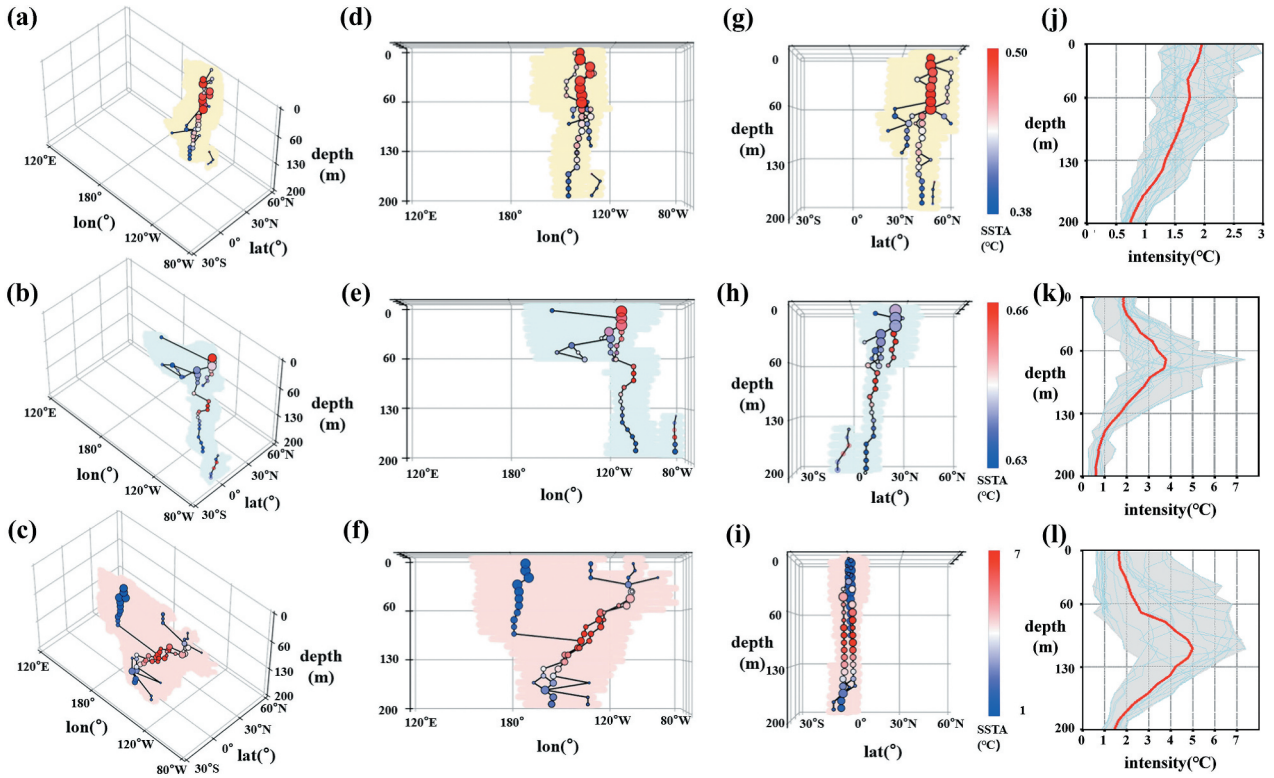 (a)
120°E
180°
120°W
80°W
lon(°)
30°S
0°
30°N
60°N
lat(°)
0
60
130
200
depth
(m)
(d)
0
60
130
200
120°E
180°
120°W
80°W
lon(°)
(g)
0
60
depth
(m)
120
200
30°S
0°
30°N
60°N
lat(°)
0.50
0.38
SSTA
(°C)
(j)
0
60
depth
(m)
130
200
0
0.5
1
1.5
2
2.5
3
intensity(°C)
(b)
120°E
180°
120°W
80°W
lon(°)
30°S
0°
30°N
60°N
lat(°)
0
60
130
200
depth
(m)
(e)
0
60
130
200
120°E
180°
120°W
80°W
lon(°)
(h)
0
60
depth
(m)
130
200
30°S
0°
30°N
60°N
lat(°)
0.66
0.63
SSTA
(°C)
(k)
0
60
depth
(m)
130
200
0
1
2
3
4
5
6
7
intensity(°C)
(c)
120°E
180°
120°W
80°W
lon(°)
30°S
0°
30°N
60°N
lat(°)
0
60
130
200
depth
(m)
(f)
0
60
130
200
120°E
180°
120°W
80°W
lon(°)
(i)
0
60
depth
(m)
130
200
30°S
0°
30°N
60°N
lat(°)
7
1
SSTA
(°C)
(l)
0
60
depth
(m)
130
200
0
1
2
3
4
5
6
7
intensity(°C)